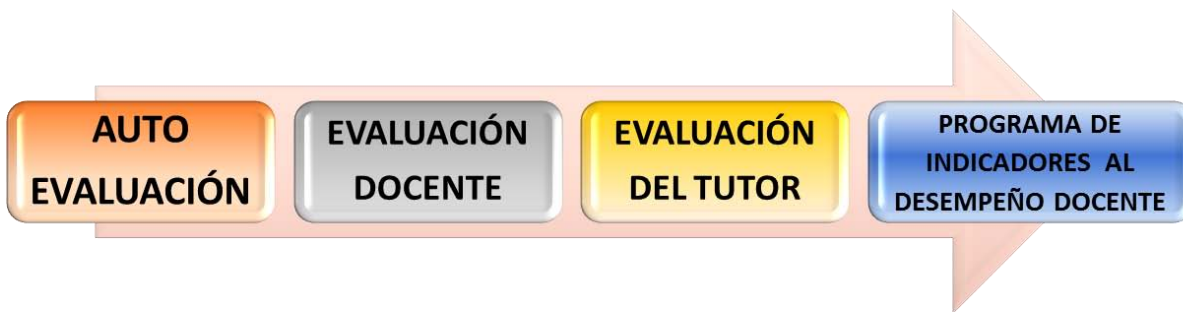 AUTO
EVALUACIÓN
EVALUACIÓN
DOCENTE
EVALUACIÓN
DEL TUTOR
PROGRAMA DE
INDICADORES AL
DESEMPEÑO DOCENTE